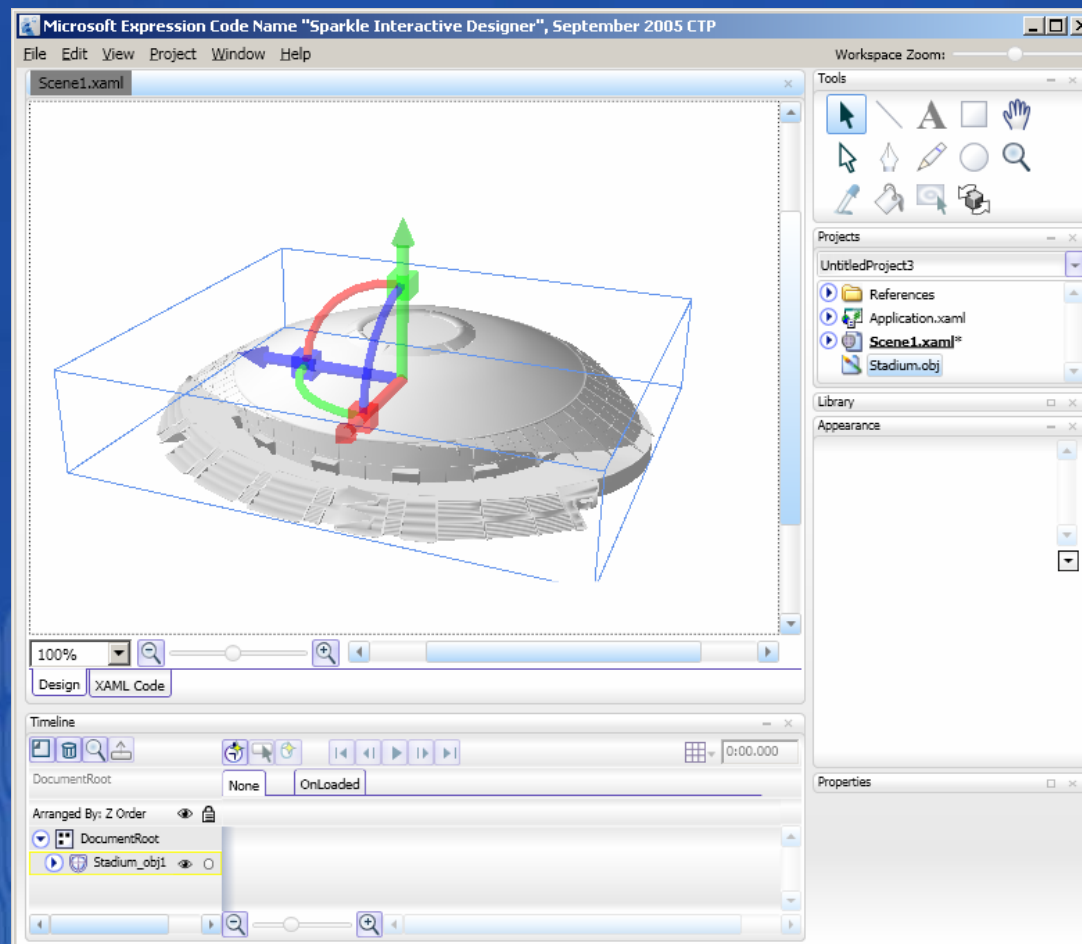 Microsoft Expression Code Name "Sparkle Interactive Designer", September 2005 CTP
File Edit View Project Window Help
Workspace Zoom:
Scene1.xaml
Tools
A
Projects
UntitledProject3
References
Application.xaml
Scene1.xaml*
Stadium.obj
Library
Appearance
100%
Design XAML Code
Timeline
0:00.000
DocumentRoot
None OnLoaded
Arranged By: Z Order
DocumentRoot
Stadium_obj1
Properties